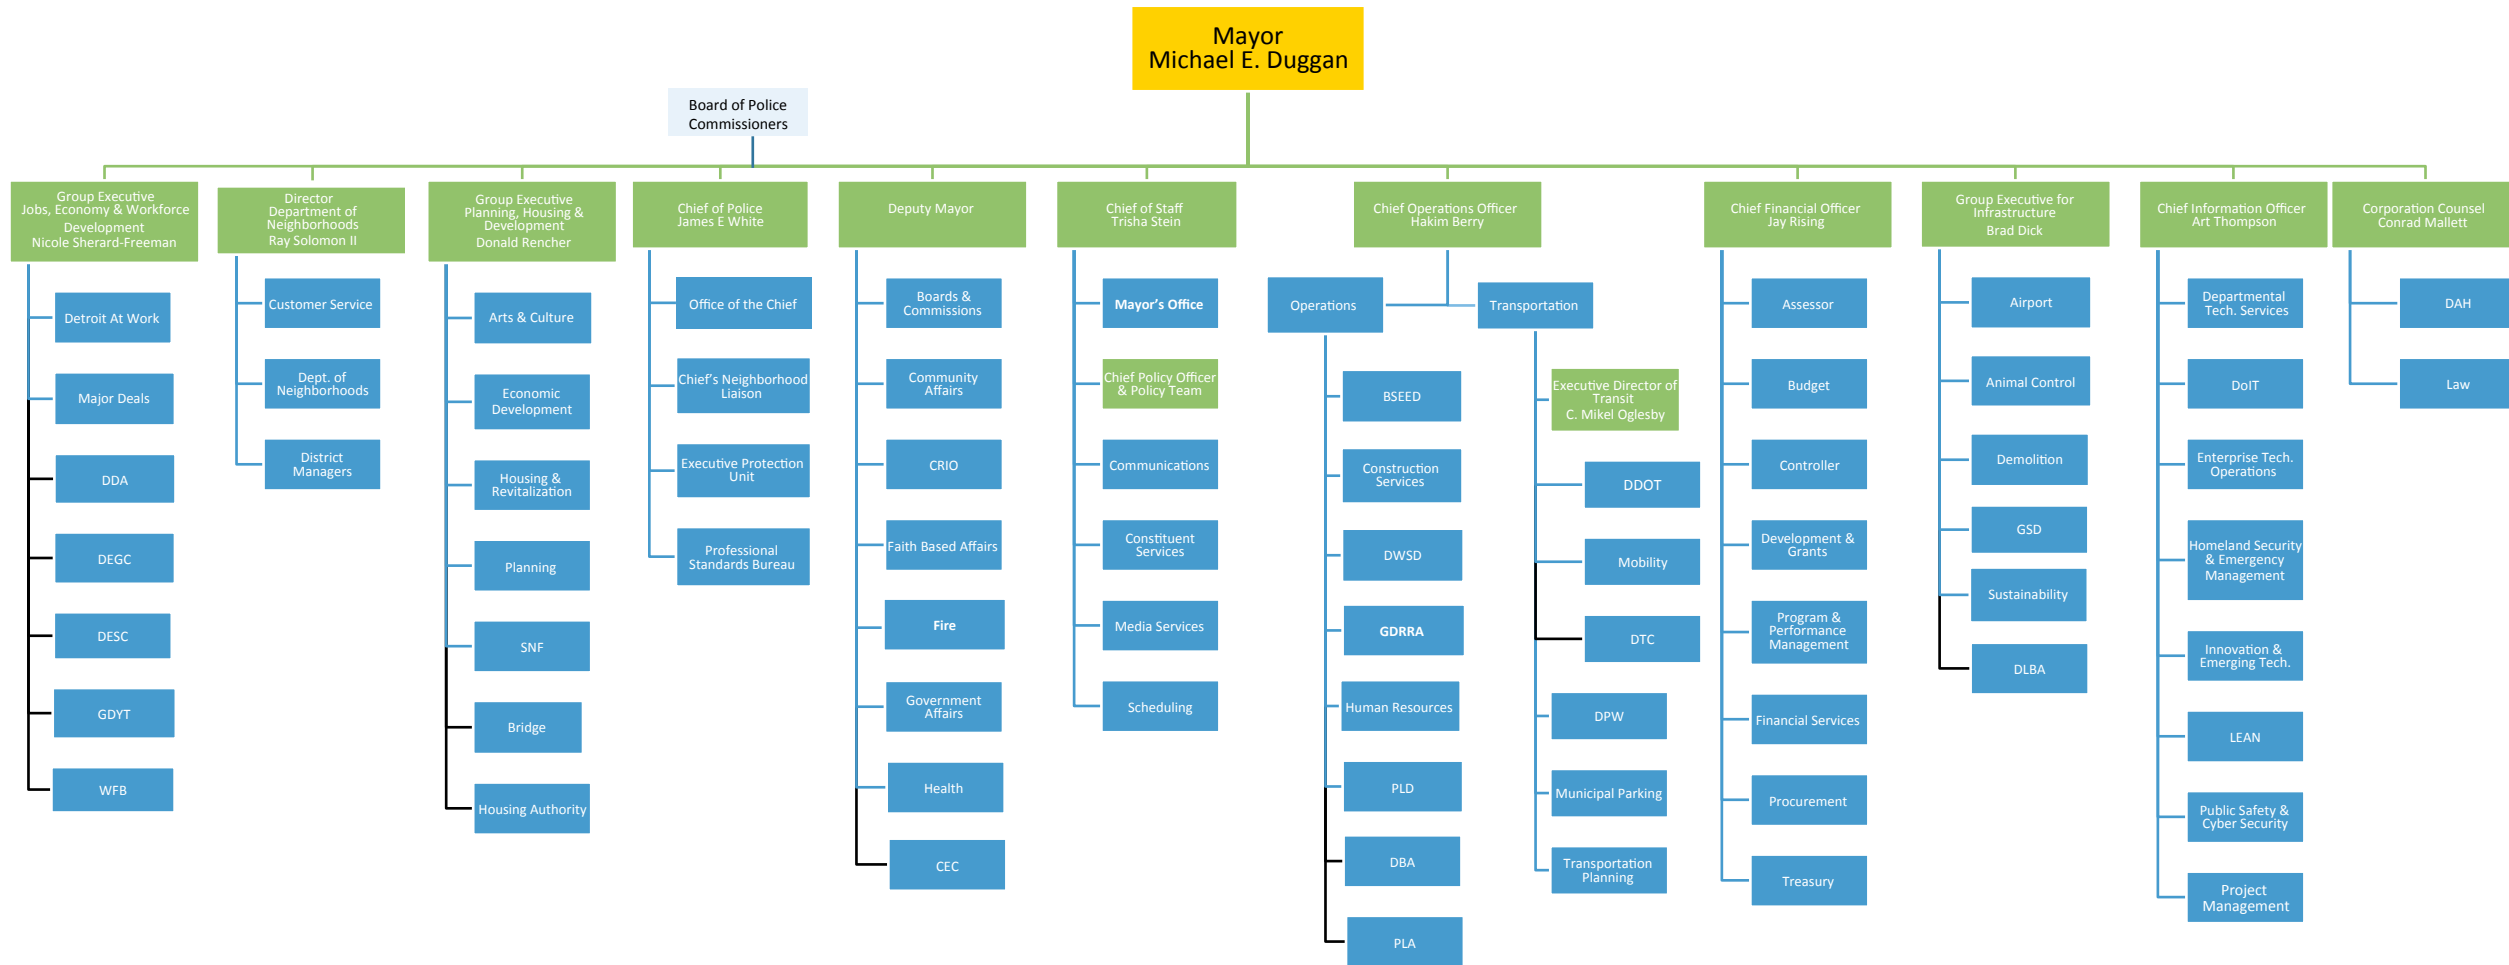 Mayor
Michael E. Duggan
Board of Police
Commissioners
Group Executive
Jobs, Economy & Workforce
Development
Nicole Sherard-Freeman
Director
Department of
Neighborhoods
Ray Solomon II
Group Executive
Planning, Housing &
Development
Donald Rencher
Chief of Police
James E White
Deputy Mayor
Chief of Staff
Trisha Stein
Chief Operations Officer
Hakim Berry
Chief Financial Officer
Jay Rising
Group Executive for
Infrastructure
Brad Dick
Chief Information Officer
Art Thompson
Corporation Counsel
Conrad Mallett
Detroit At Work
Major Deals
DDA
DEGC
DESC
GDYT
WFB
Customer Service
Dept. of
Neighborhoods
District
Managers
Arts & Culture
Economic
Development
Housing &
Revitalization
Planning
SNF
Bridge
Housing Authority
Office of the Chief
Chief's Neighborhood
Liaison
Executive Protection
Unit
Professional
Standards Bureau
Boards &
Commissions
Community
Affairs
CRIO
Faith Based Affairs
Fire
Government
Affairs
Health
CEC
Mayor's Office
Chief Policy Officer
& Policy Team
Communications
Constituent
Services
Media Services
Scheduling
Operations
BSEED
Construction
Services
DWSD
GDRRA
Human Resources
PLD
DBA
PLA
Transportation
Executive Director of
Transit
C. Mikel Oglesby
DDOT
Mobility
DTC
DPW
Municipal Parking
Transportation
Planning
Assessor
Budget
Controller
Development &
Grants
Program &
Performance
Management
Financial Services
Procurement
Treasury
Airport
Animal Control
Demolition
GSD
Sustainability
DLBA
Departmental
Tech. Services
DoIT
Enterprise Tech.
Operations
Homeland Security
& Emergency
Management
Innovation &
Emerging Tech.
LEAN
Public Safety &
Cyber Security
Project
Management
DAH
Law